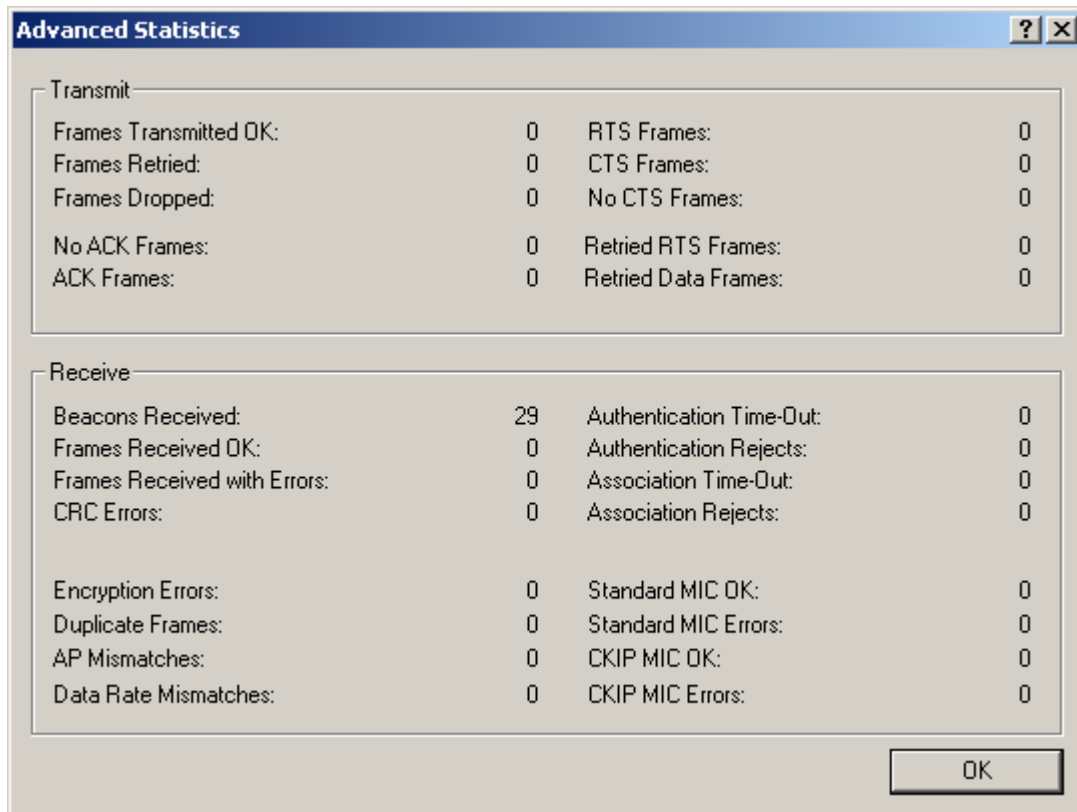 Advanced Statistics
Transmit
Frames Transmitted OK: 0 RTS Frames: 0
Frames Retried: 0 CTS Frames: 0
Frames Dropped: 0 No CTS Frames: 0
No ACK Frames: 0 Retried RTS Frames: 0
ACK Frames: 0 Retried Data Frames: 0
Receive
Beacons Received: 29 Authentication Time-Out: 0
Frames Received OK: 0 Authentication Rejects: 0
Frames Received with Errors: 0 Association Time-Out: 0
CRC Errors: 0 Association Rejects: 0
Encryption Errors: 0 Standard MIC OK: 0
Duplicate Frames: 0 Standard MIC Errors: 0
AP Mismatches: 0 CKIP MIC OK: 0
Data Rate Mismatches: 0 CKIP MIC Errors: 0
OK